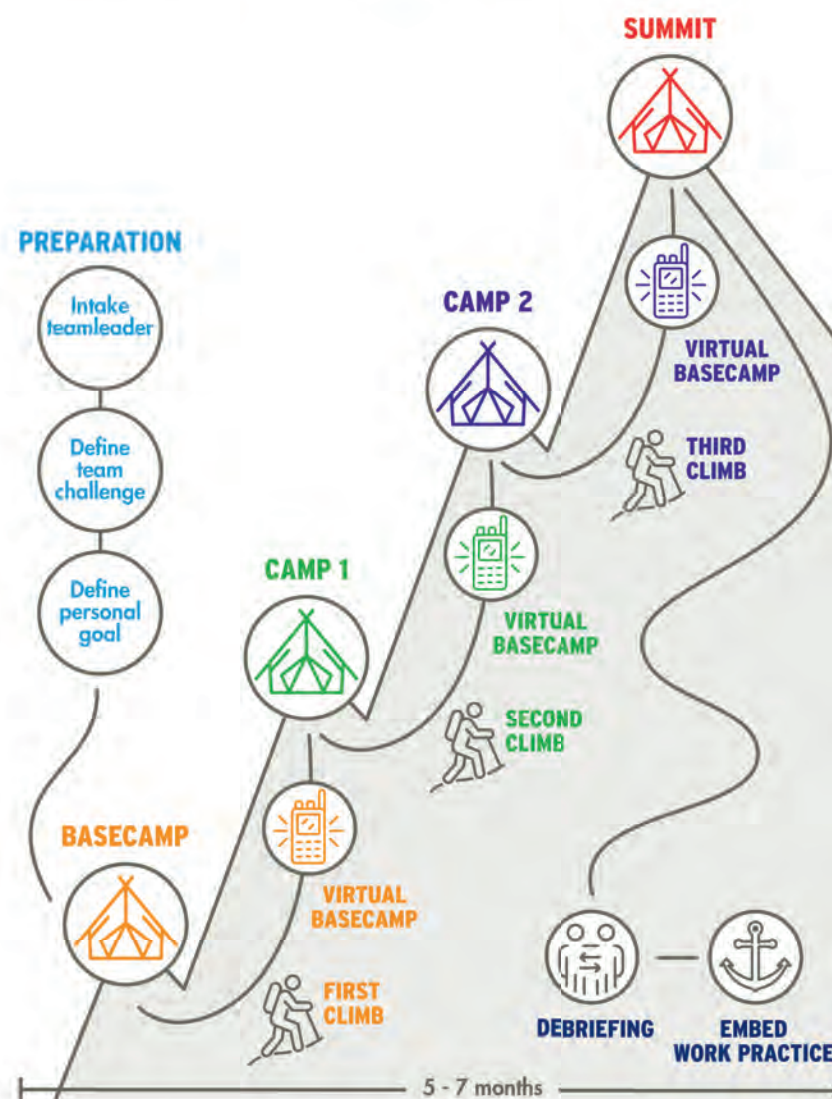 SUMMIT
PREPARATION
Intake
teamleader
Define
team
challenge
Define
personal
goal
CAMP 2
VIRTUAL
BASECAMP
THIRD
CLIMB
CAMP 1
VIRTUAL
BASECAMP
SECOND
CLIMB
BASECAMP
VIRTUAL
BASECAMP
FIRST
CLIMB
DEBRIEFING
EMBED
WORK PRACTICE
5 - 7 months